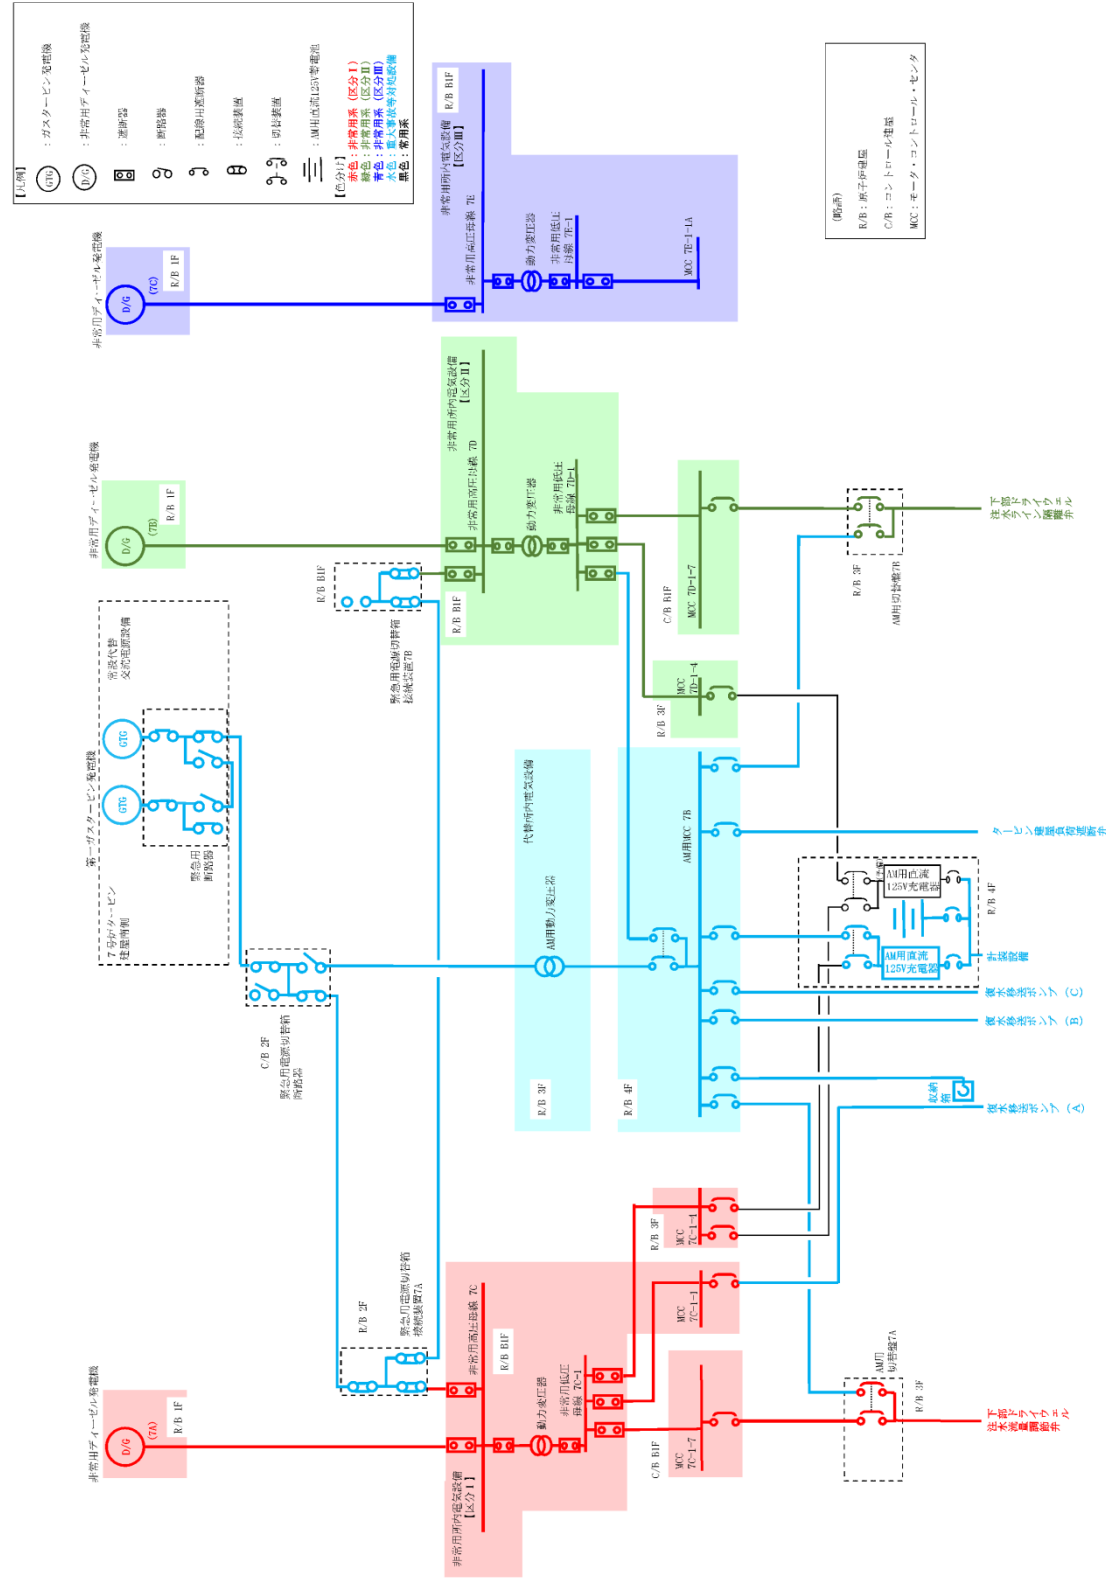 【凡例】
GTG
：ガスタービン発電機
D/G
：非常用ディーゼル発電機
：遮断器
：断路器
：配線用遮断器
：接続装置
：切替装置
：AM用直流125V蓄電池
【色分け】
赤色：非常用系（区分Ⅰ）
緑色：非常用系（区分Ⅱ）
青色：非常用系（区分Ⅲ）
水色：重大事故等対処設備
黒色：常用系
非常用ディーゼル発電機
D/G
(7C)
R/B 1F
R/B B1F
非常用所内電気設備
【区分Ⅲ】
非常用高圧母線 7E
動力変圧器
非常用低圧
母線 7E-1
MCC 7E-1-1A
(略語)
R/B：原子炉建屋
C/B：コントロール建屋
MCC：モータ・コントロール・センタ
非常用ディーゼル発電機
D/G
(7B)
R/B 1F
非常用所内電気設備
【区分Ⅱ】
非常用高圧母線 7D
R/B B1F
動力変圧器
非常用低圧
母線 7D-1
C/B B1F
MCC 7D-1-7
R/B 3F
MCC
7D-1-4
R/B B1F
緊急用電源切替箱
接続装置7B
R/B 3F
AM用切替盤7B
下部ドライウェル
注水ライン隔離弁
第一ガスタービン発電機
常設代替
交流電源設備
GTG
GTG
緊急用
断路器
7号炉タービン
建屋南側
C/B 2F
緊急用電源切替箱
断路器
代替所内電気設備
AM用動力変圧器
R/B 3F
AM用MCC 7B
R/B 4F
タービン建屋負荷遮断弁
AM用直流
125V充電器
AM用直流
125V充電器
R/B 4F
計装設備
復水移送ポンプ (C)
復水移送ポンプ (B)
収納
箱
復水移送ポンプ (A)
R/B 2F
緊急用電源切替箱
接続装置7A
非常用ディーゼル発電機
D/G
(7A)
R/B 1F
非常用所内電気設備
【区分Ⅰ】
非常用高圧母線 7C
R/B B1F
動力変圧器
非常用低圧
母線 7C-1
R/B 3F
MCC
7C-1-4
MCC
7C-1-1
C/B B1F
MCC
7C-1-7
AM用
切替盤7A
R/B 3F
下部ドライウェル
注水流量調節弁